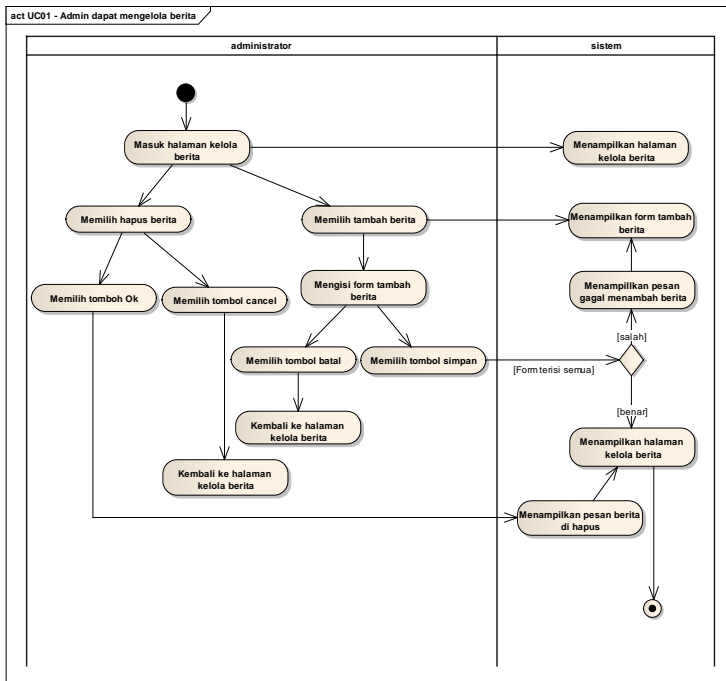 act UC01 - Admin dapat mengelola berita
administrator
sistem
Masuk halaman kelola
berita
Menampilkan halaman
kelola berita
Memilih hapus berita
Memilih tambah berita
Menampilkan form tambah
berita
Memilih tomboh Ok
Memilih tombol cancel
Mengisi form tambah
berita
Menampillkan pesan
gagal menambah berita
[salah]
Memilih tombol batal
Memilih tombol simpan
[Form terisi semua]
[benar]
Kembali ke halaman
kelola berita
Menampilkan halaman
kelola berita
Kembali ke halaman
kelola berita
Menampilkan pesan berita
di hapus